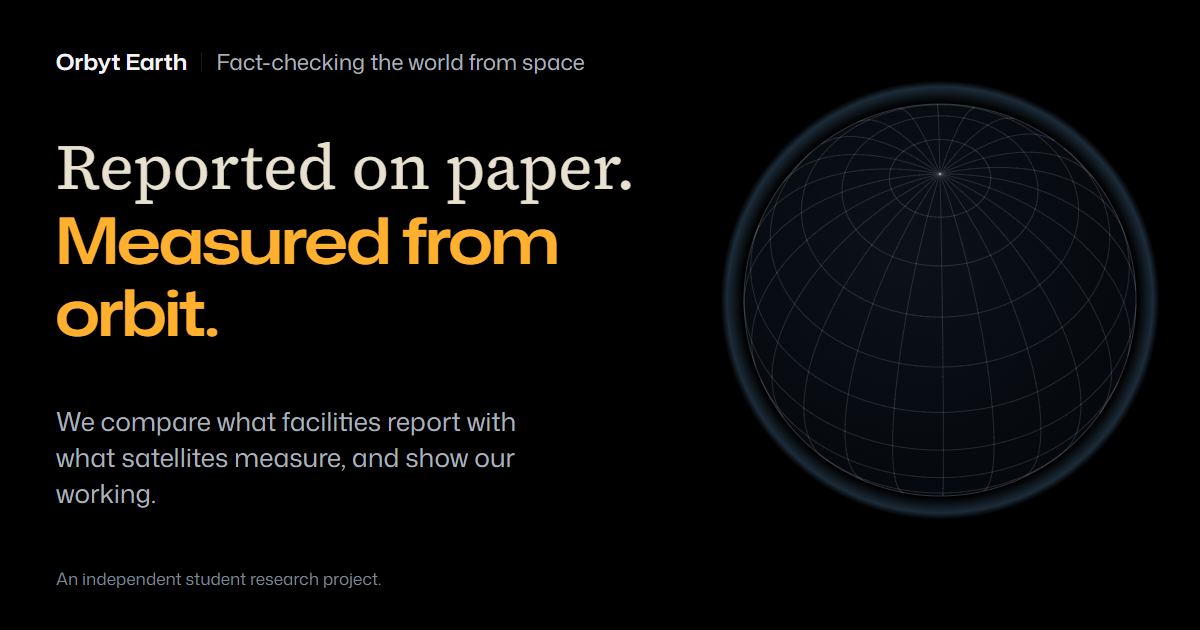 Orbyt Earth | Fact-checking the world from space
Reported on paper.
Measured from
orbit.
We compare what facilities report with
what satellites measure, and show our
working.
An independent student research project.